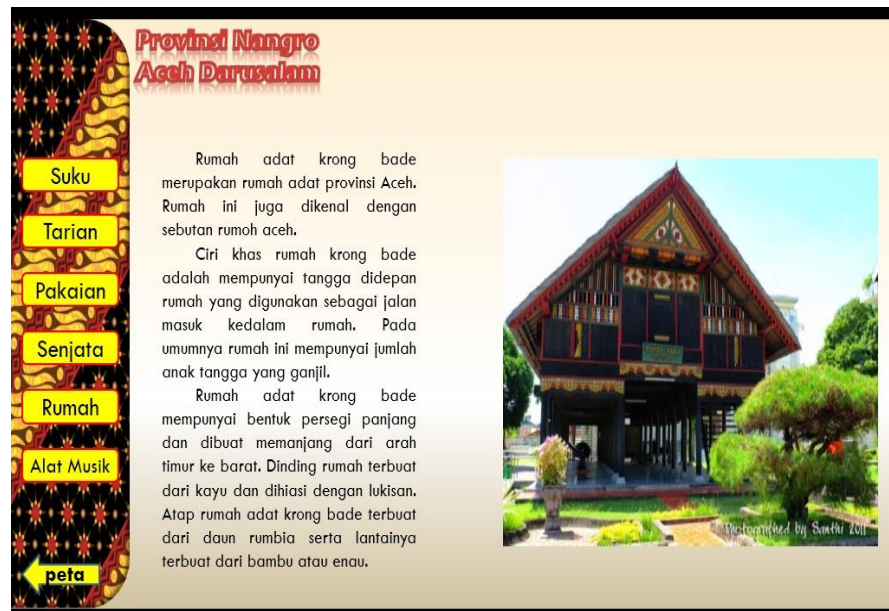 Provinsi Nangro
Aceh Darusalam
Suku
Tarian
Pakaian
Senjata
Rumah
Alat Musik
peta
Rumah adat krong bade
merupakan rumah adat provinsi Aceh.
Rumah ini juga dikenal dengan
sebutan rumoh aceh.
Ciri khas rumah krong bade
adalah mempunyai tangga didepan
rumah yang digunakan sebagai jalan
masuk kedalam rumah. Pada
umumnya rumah ini mempunyai jumlah
anak tangga yang ganjil.
Rumah adat krong bade
mempunyai bentuk persegi panjang
dan dibuat memanjang dari arah
timur ke barat. Dinding rumah terbuat
dari kayu dan dihiasi dengan lukisan.
Atap rumah adat krong bade terbuat
dari daun rumbia serta lantainya
terbuat dari bambu atau enau.
Photographed by Santhi 2011